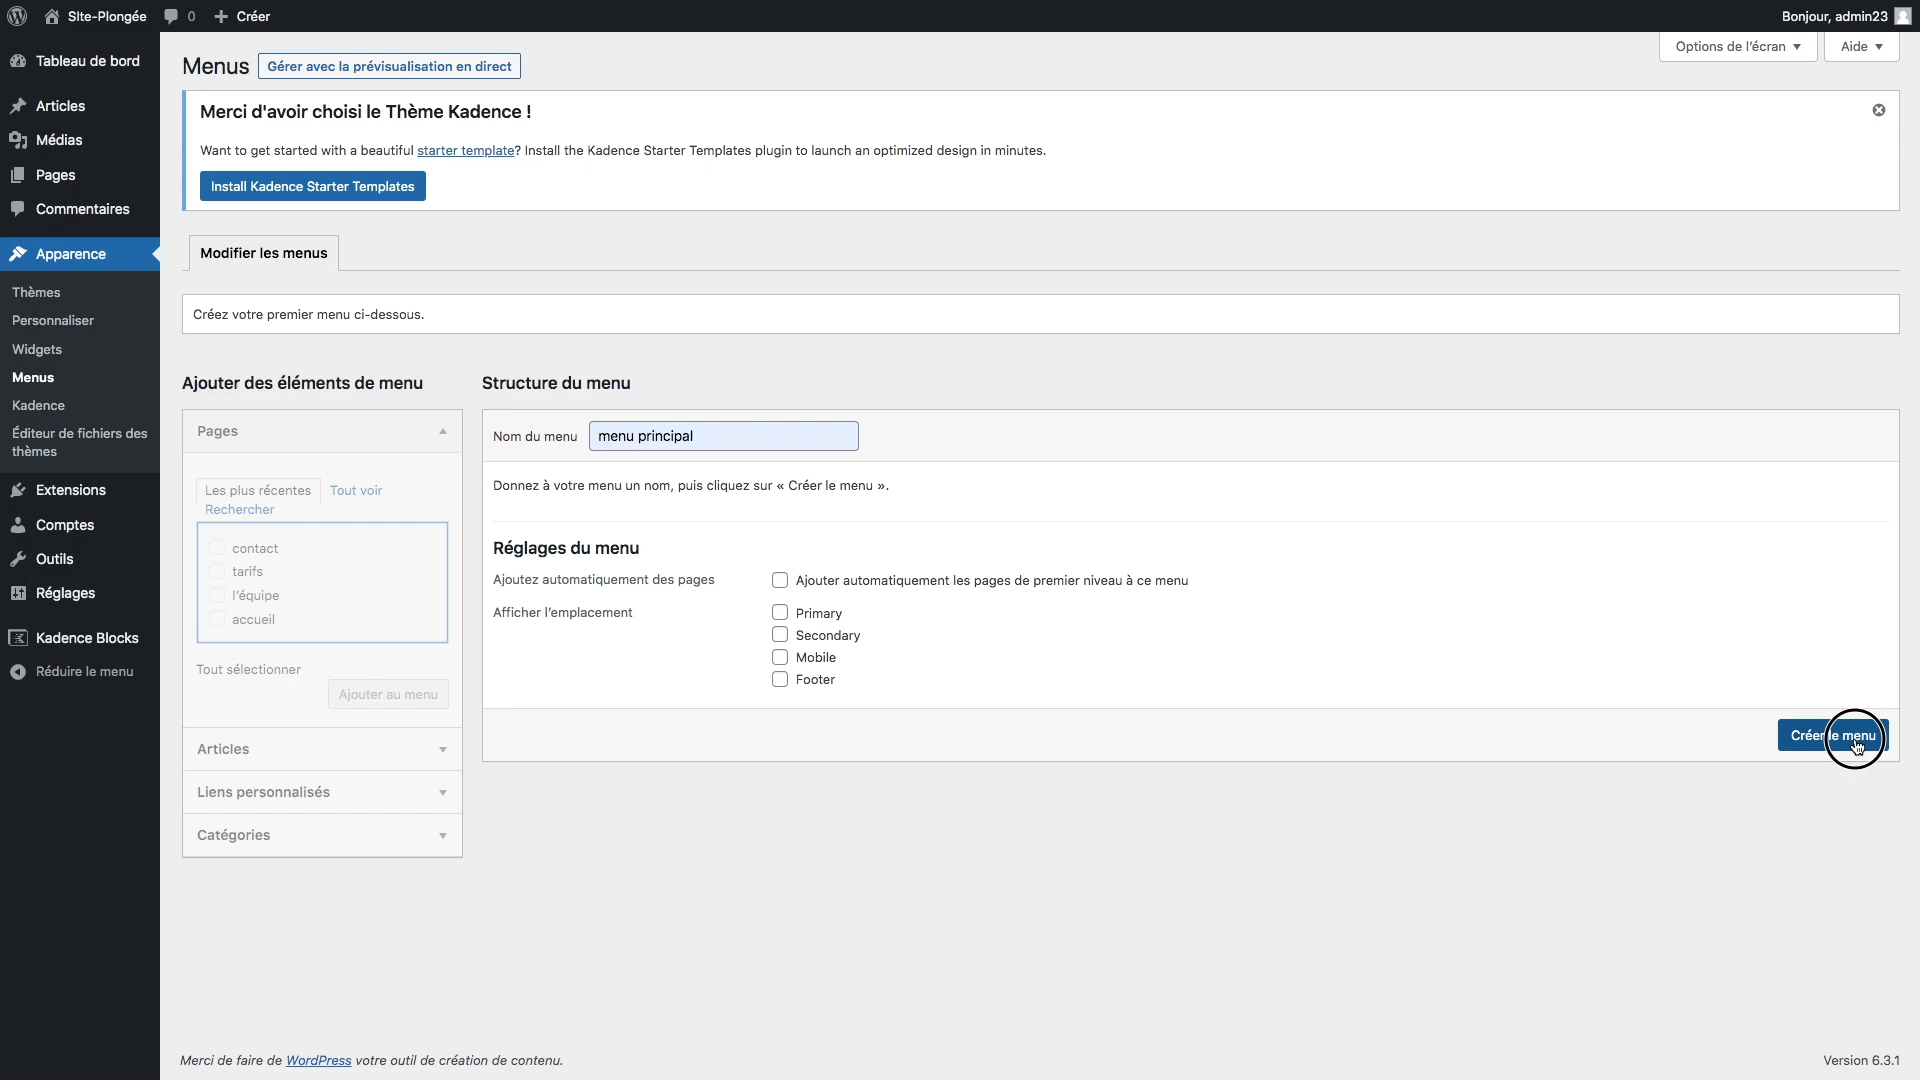 SIte-Plongée
0
Créer
Bonjour, admin23
Tableau de bord
Articles
Médias
Pages
Commentaires
Apparence
Thèmes
Personnaliser
Widgets
Menus
Kadence
Éditeur de fichiers des
thèmes
Extensions
Comptes
Outils
Réglages
Kadence Blocks
Réduire le menu
Options de l'écran
Aide
Menus
Gérer avec la prévisualisation en direct
Merci d'avoir choisi le Thème Kadence !
Want to get started with a beautiful starter template? Install the Kadence Starter Templates plugin to launch an optimized design in minutes.
Install Kadence Starter Templates
Modifier les menus
Créez votre premier menu ci-dessous.
Ajouter des éléments de menu
Pages
Les plus récentes
Tout voir
Rechercher
contact
tarifs
l'équipe
accueil
Tout sélectionner
Ajouter au menu
Articles
Liens personnalisés
Catégories
Structure du menu
Nom du menu
menu principal
Donnez à votre menu un nom, puis cliquez sur « Créer le menu ».
Réglages du menu
Ajoutez automatiquement des pages
Ajouter automatiquement les pages de premier niveau à ce menu
Afficher l'emplacement
Primary
Secondary
Mobile
Footer
Créer le menu
Merci de faire de WordPress votre outil de création de contenu.
Version 6.3.1